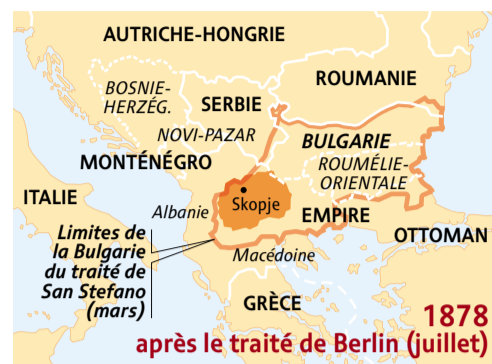 AUTRICHE-HONGRIE
ROUMANIE
BOSNIE-
HERZÉG.
SERBIE
NOVI-PAZAR
BULGARIE
ROUMÉLIE-
ORIENTALE
MONTÉNÉGRO
ITALIE
Albanie
Skopje
EMPIRE
OTTOMAN
Limites de
la Bulgarie
du traité de
San Stefano
(mars)
Macédoine
GRÈCE
1878
après le traité de Berlin (juillet)